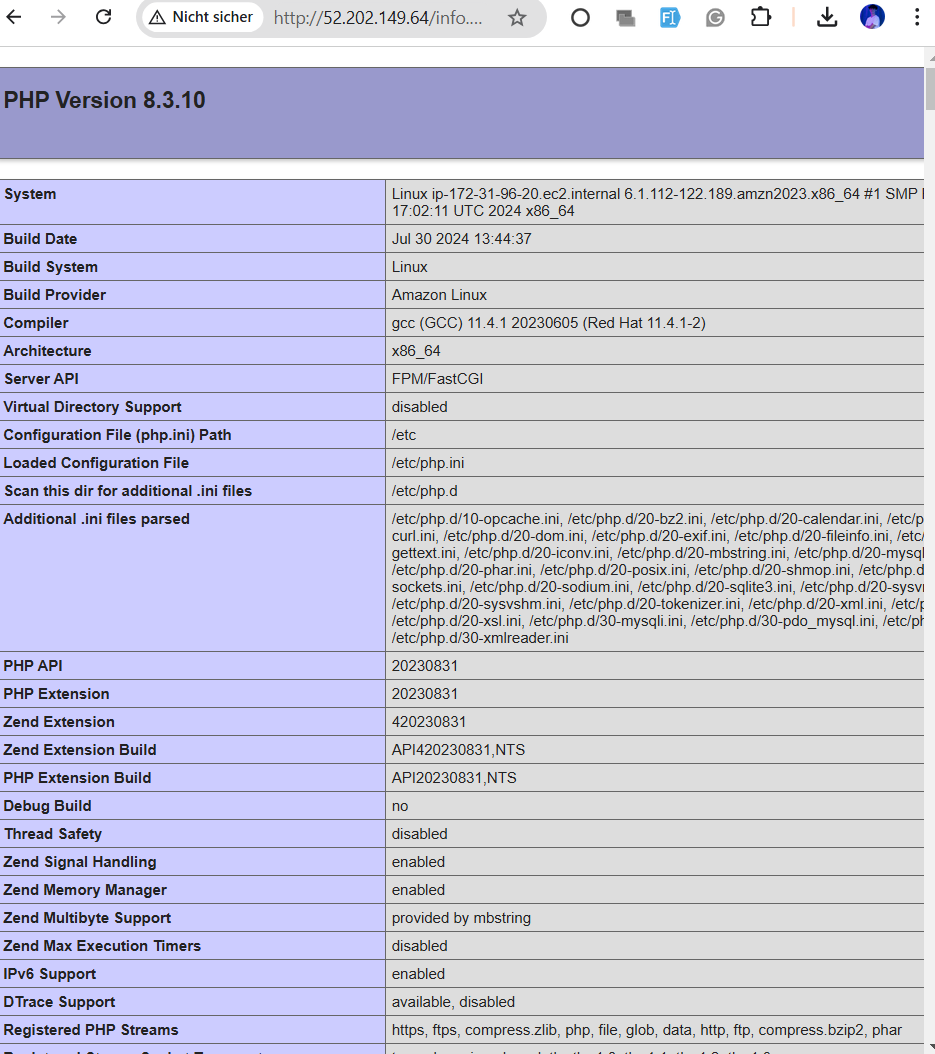 Nicht sicher http://52.202.149.64/info....
PHP Version 8.3.10
System Linux ip-172-31-96-20.ec2.internal 6.1.112-122.189.amzn2023.x86_64 #1 SMP
17:02:11 UTC 2024 x86_64
Build Date Jul 30 2024 13:44:37
Build System Linux
Build Provider Amazon Linux
Compiler gcc (GCC) 11.4.1 20230605 (Red Hat 11.4.1-2)
Architecture x86_64
Server API FPM/FastCGI
Virtual Directory Support disabled
Configuration File (php.ini) Path /etc
Loaded Configuration File /etc/php.ini
Scan this dir for additional .ini files /etc/php.d
Additional .ini files parsed /etc/php.d/10-opcache.ini, /etc/php.d/20-bz2.ini, /etc/php.d/20-calendar.ini, /etc/p
curl.ini, /etc/php.d/20-dom.ini, /etc/php.d/20-exif.ini, /etc/php.d/20-fileinfo.ini, /etc/
gettext.ini, /etc/php.d/20-iconv.ini, /etc/php.d/20-mbstring.ini, /etc/php.d/20-mysql
/etc/php.d/20-phar.ini, /etc/php.d/20-posix.ini, /etc/php.d/20-shmop.ini, /etc/php.d
sockets.ini, /etc/php.d/20-sodium.ini, /etc/php.d/20-sqlite3.ini, /etc/php.d/20-sysv
/etc/php.d/20-sysvshm.ini, /etc/php.d/20-tokenizer.ini, /etc/php.d/20-xml.ini, /etc/p
/etc/php.d/20-xsl.ini, /etc/php.d/30-mysqli.ini, /etc/php.d/30-pdo_mysql.ini, /etc/ph
/etc/php.d/30-xmlreader.ini
PHP API 20230831
PHP Extension 20230831
Zend Extension 420230831
Zend Extension Build API420230831,NTS
PHP Extension Build API20230831,NTS
Debug Build no
Thread Safety disabled
Zend Signal Handling enabled
Zend Memory Manager enabled
Zend Multibyte Support provided by mbstring
Zend Max Execution Timers disabled
IPv6 Support enabled
DTrace Support available, disabled
Registered PHP Streams https, ftps, compress.zlib, php, file, glob, data, http, ftp, compress.bzip2, phar